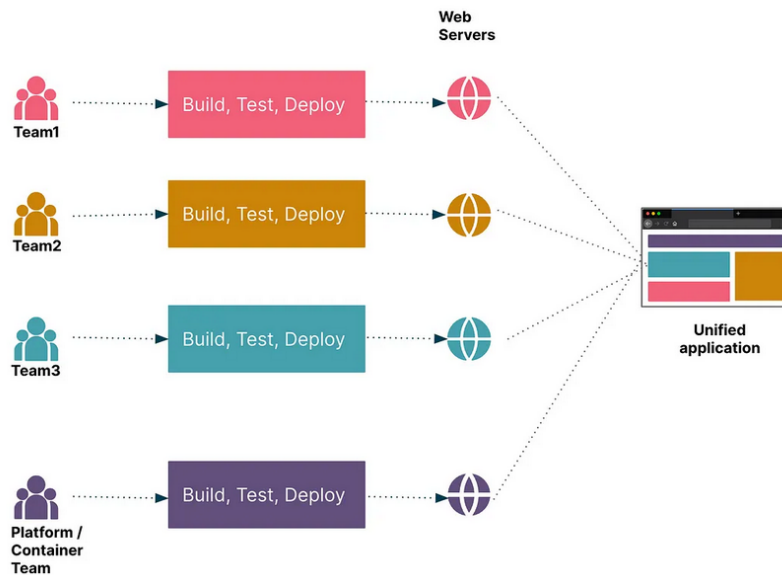 Web
Servers
Build, Test, Deploy
Team1
Build, Test, Deploy
Team2
Build, Test, Deploy
Team3
Unified
application
Build, Test, Deploy
Platform /
Container
Team